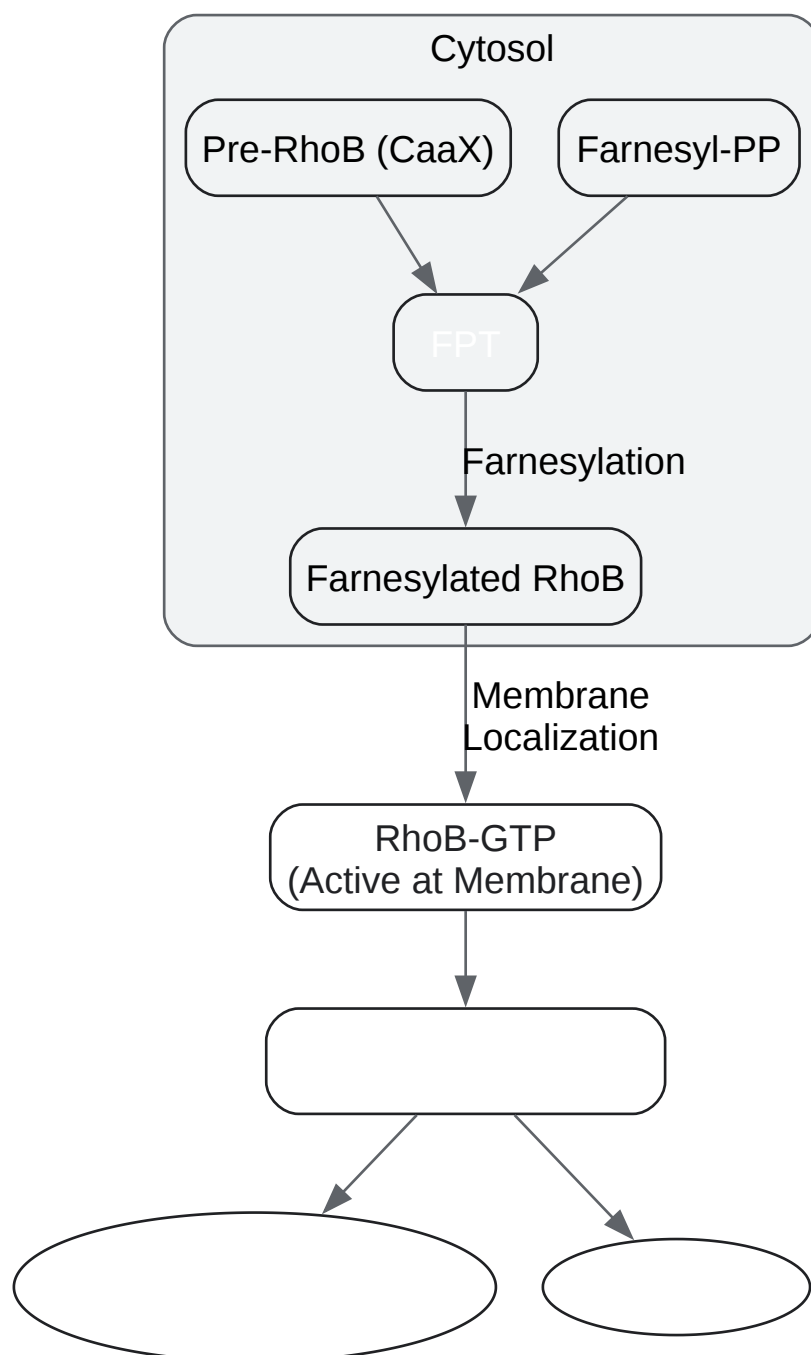 Cytosol
Pre-RhoB (CaaX)
Farnesyl-PP
FPT
Farnesylation
Farnesylated RhoB
Membrane
Localization
RhoB-GTP
(Active at Membrane)